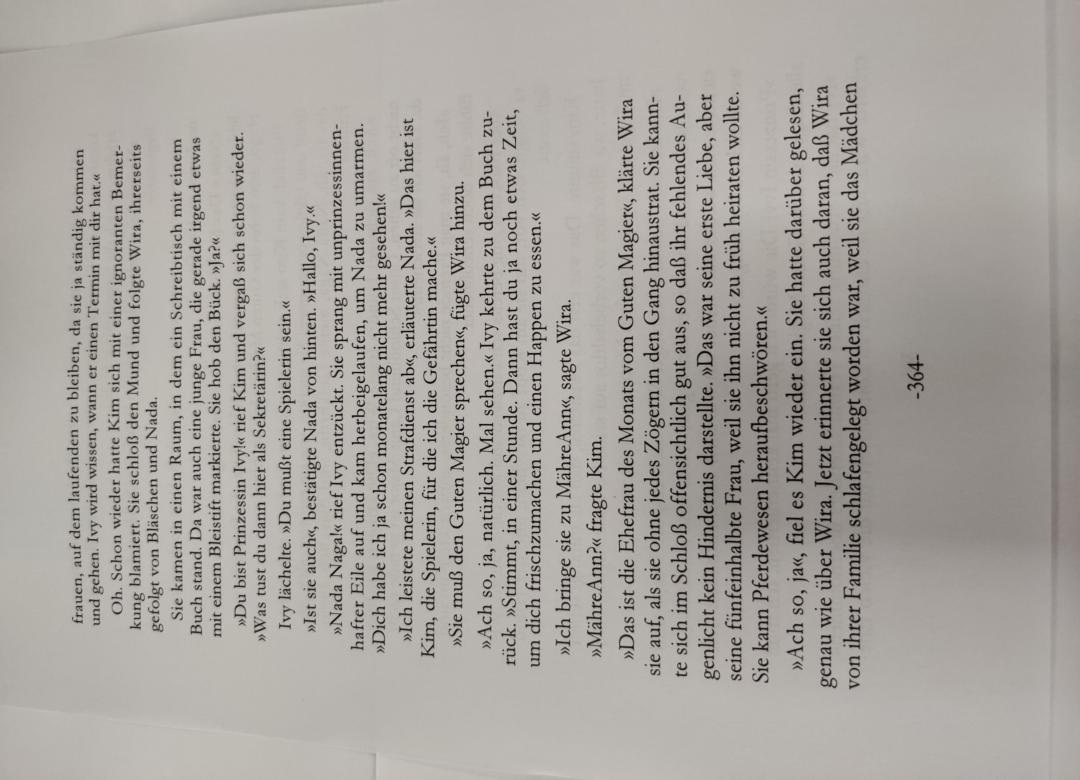 frauen, auf dem laufenden zu bleiben, da sie ja ständig kommen
und gehen. Ivy wird wissen, wann er einen Termin mit dir hat.«
Oh. Schon wieder hatte Kim sich mit einer ignoranten Bemer-
kung blamiert. Sie schloß den Mund und folgte Wira, ihrerseits
gefolgt von Bläschen und Nada.
Sie kamen in einen Raum, in dem ein Schreibtisch mit einem
Buch stand. Da war auch eine junge Frau, die gerade irgend etwas
mit einem Bleistift markierte. Sie hob den Bück. »Ja?«
»Du bist Prinzessin Ivy!« rief Kim und vergaß sich schon wieder.
»Was tust du dann hier als Sekretärin?«
Ivy lächelte. »Du mußt eine Spielerin sein.«
»Ist sie auch«, bestätigte Nada von hinten. »Hallo, Ivy.«
»Nada Naga!« rief Ivy entzückt. Sie sprang mit unprinzessinnen-
hafter Eile auf und kam herbeigelaufen, um Nada zu umarmen.
»Dich habe ich ja schon monatelang nicht mehr gesehen!«
»Ich leiste meinen Strafdienst ab«, erläuterte Nada. »Das hier ist
Kim, die Spielerin, für die ich die Gefährtin mache.«
»Sie muß den Guten Magier sprechen«, fügte Wira hinzu.
»Ach so, ja, natürlich. Mal sehen.« Ivy kehrte zu dem Buch zu-
rück. »Stimmt, in einer Stunde. Dann hast du ja noch etwas Zeit,
um dich frischzumachen und einen Happen zu essen.«
»Ich bringe sie zu MähreAnn«, sagte Wira.
»MähreAnn?« fragte Kim.
»Das ist die Ehefrau des Monats vom Guten Magier«, klärte Wira
sie auf, als sie ohne jedes Zögern in den Gang hinaustrat. Sie kann-
te sich im Schloß offensichtlich gut aus, so daß ihr fehlendes Au-
genlicht kein Hindernis darstellte. »Das war seine erste Liebe, aber
seine fünfeinhalbte Frau, weil sie ihn nicht zu früh heiraten wollte.
Sie kann Pferdewesen heraufbeschwören.«
»Ach so, ja«, fiel es Kim wieder ein. Sie hatte darüber gelesen,
genau wie über Wira. Jetzt erinnerte sie sich auch daran, daß Wira
von ihrer Familie schlafengelegt worden war, weil sie das Mädchen
-364-